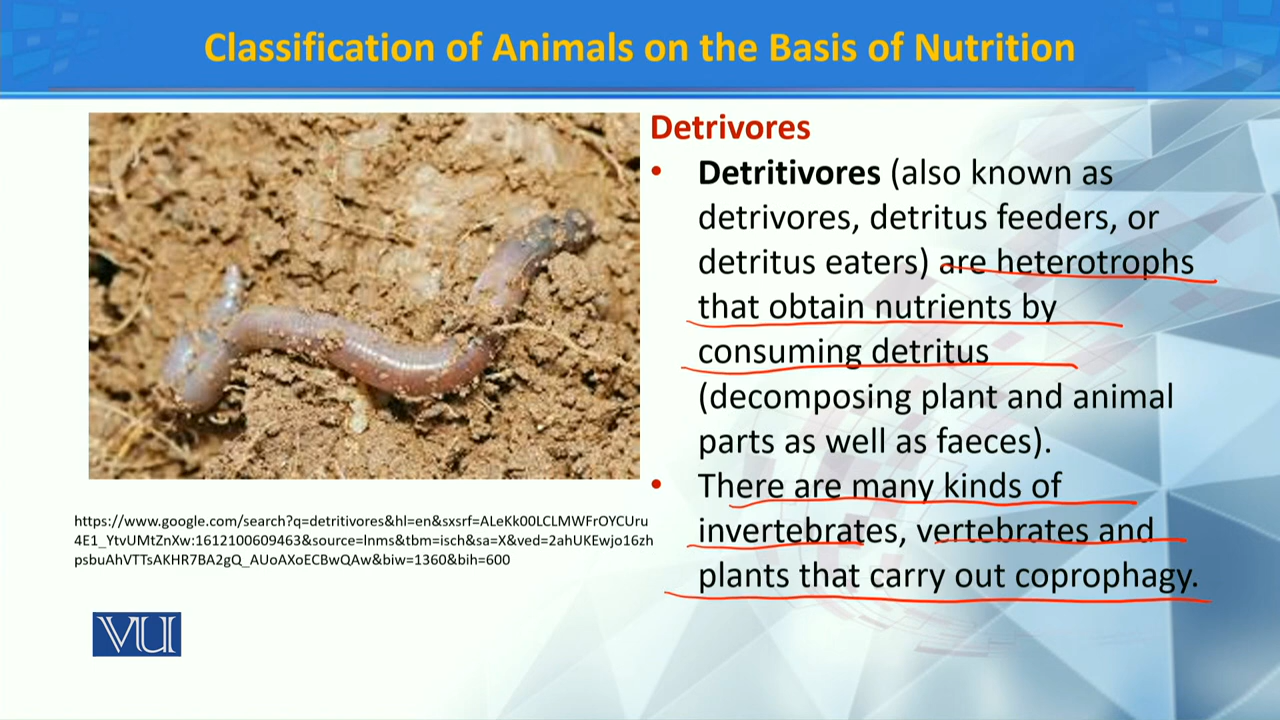 Classification of Animals on the Basis of Nutrition
Detrivores
• Detritivores (also known as
detrivores, detritus feeders, or
detritus eaters) are heterotrophs
that obtain nutrients by
consuming detritus
(decomposing plant and animal
parts as well as faeces).
• There are many kinds of
invertebrates, vertebrates and
plants that carry out coprophagy.
https://www.google.com/search?q=detritivores&hl=en&sxsrf=ALeKk00LCLMWFrOYCUru
4E1_YtvUMtZnXw:1612100609463&source=lnms&tbm=isch&sa=X&ved=2ahUKEwjo16zh
psbuAhVTTsAKHR7BA2gQ_AUoAXoECBwQAw&biw=1360&bih=600
VU